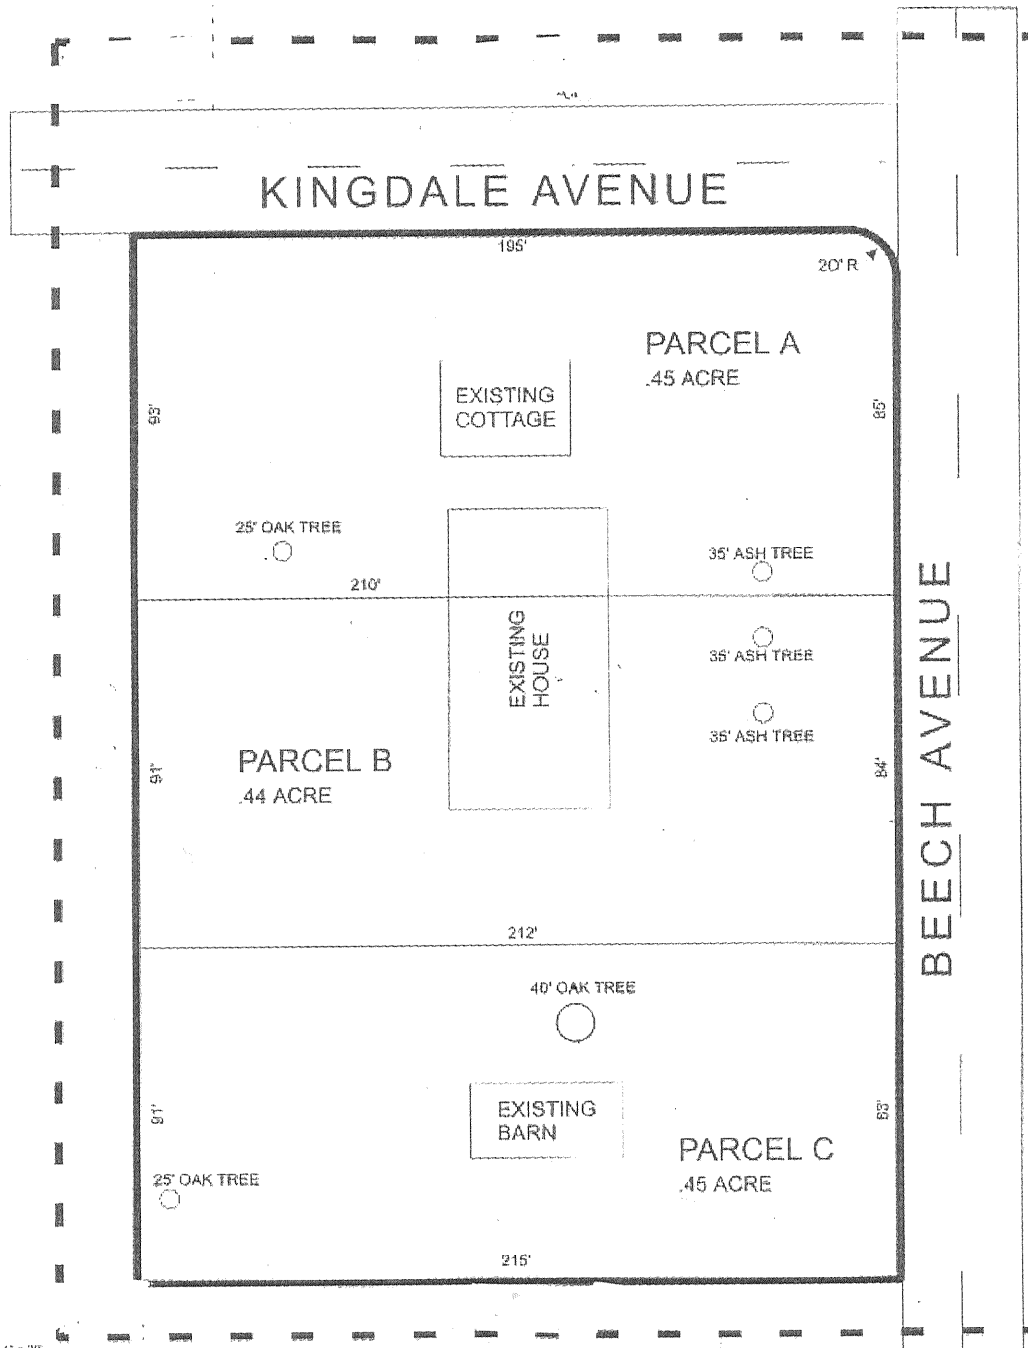 KINGDALE AVENUE
195'
20' R
PARCEL A
.45 ACRE
EXISTING
COTTAGE
93'
85'
25' OAK TREE
35' ASH TREE
210'
EXISTING
HOUSE
35' ASH TREE
35' ASH TREE
PARCEL B
.44 ACRE
91'
84'
BEECH AVENUE
212'
40' OAK TREE
EXISTING
BARN
91'
83'
PARCEL C
.45 ACRE
25' OAK TREE
215'